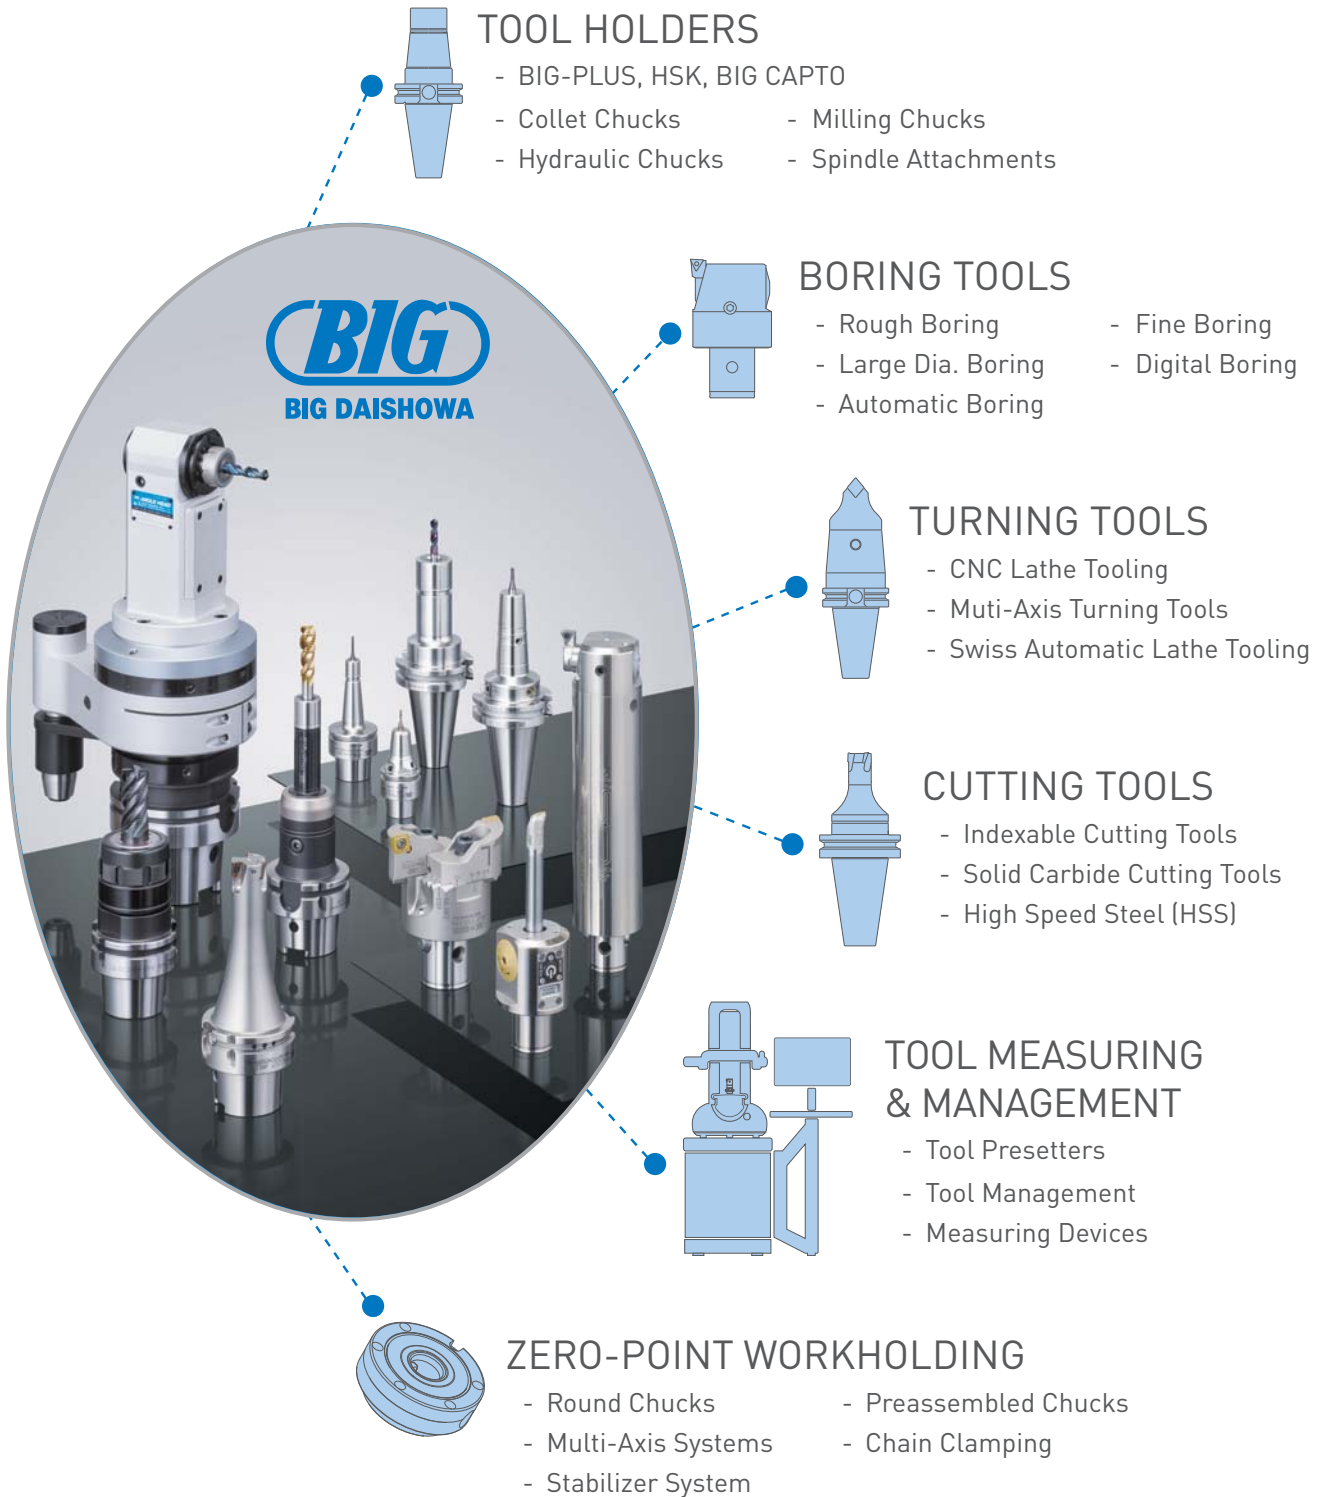 TOOL HOLDERS
- BIG-PLUS, HSK, BIG CAPTO
- Collet Chucks
- Milling Chucks
- Hydraulic Chucks
- Spindle Attachments
BIG
BIG DAISHOWA
BORING TOOLS
- Rough Boring
- Fine Boring
- Large Dia. Boring
- Digital Boring
- Automatic Boring
ANGLE HEAD
TURNING TOOLS
- CNC Lathe Tooling
- Muti-Axis Turning Tools
- Swiss Automatic Lathe Tooling
CUTTING TOOLS
- Indexable Cutting Tools
- Solid Carbide Cutting Tools
- High Speed Steel (HSS)
TOOL MEASURING
& MANAGEMENT
- Tool Presetters
- Tool Management
- Measuring Devices
ZERO-POINT WORKHOLDING
- Round Chucks
- Preassembled Chucks
- Multi-Axis Systems
- Chain Clamping
- Stabilizer System